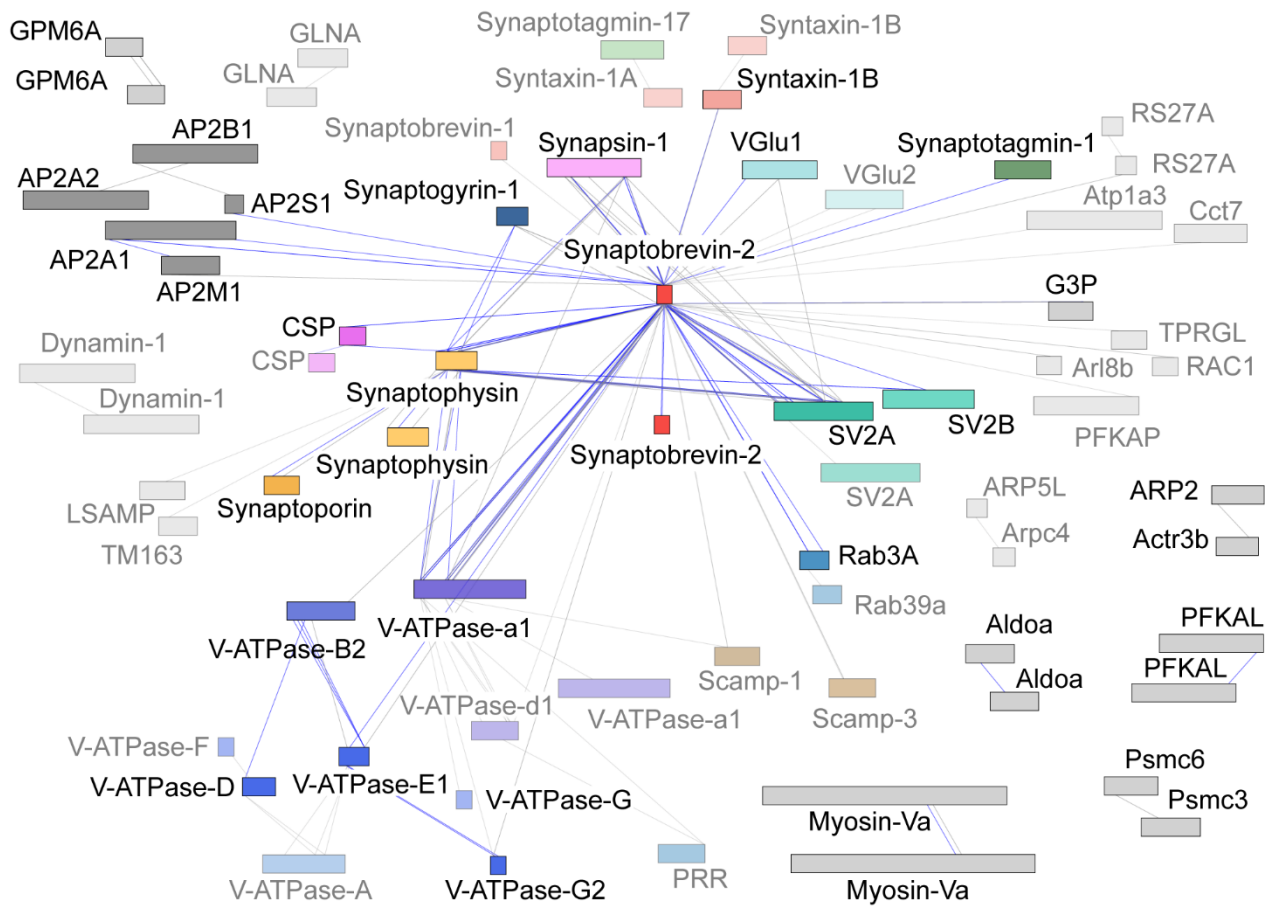 GPM6A
GLNA
Synaptotagmin-17
Syntaxin-1B
GPM6A
GLNA
Syntaxin-1A
Syntaxin-1B
AP2B1
Synaptobrevin-1
Synapsin-1
VGlu1
Synaptotagmin-1
RS27A
RS27A
AP2A2
AP2S1
Synaptogyrin-1
VGlu2
Atp1a3
Cct7
AP2A1
Synaptobrevin-2
AP2M1
G3P
CSP
TPRGL
Dynamin-1
CSP
Arl8b
RAC1
Synaptophysin
Dynamin-1
SV2A
SV2B
PFKAP
Synaptophysin
Synaptobrevin-2
LSAMP
Synaptoporin
SV2A
ARP5L
ARP2
TM163
Arpc4
Actr3b
Rab3A
Rab39a
V-ATPase-a1
V-ATPase-B2
Aldoa
PFKAL
Scamp-1
Aldoa
PFKAL
V-ATPase-d1
V-ATPase-a1
Scamp-3
V-ATPase-F
V-ATPase-D
V-ATPase-E1
V-ATPase-G
Psmc6
Psmc3
Myosin-Va
V-ATPase-A
V-ATPase-G2
PRR
Myosin-Va